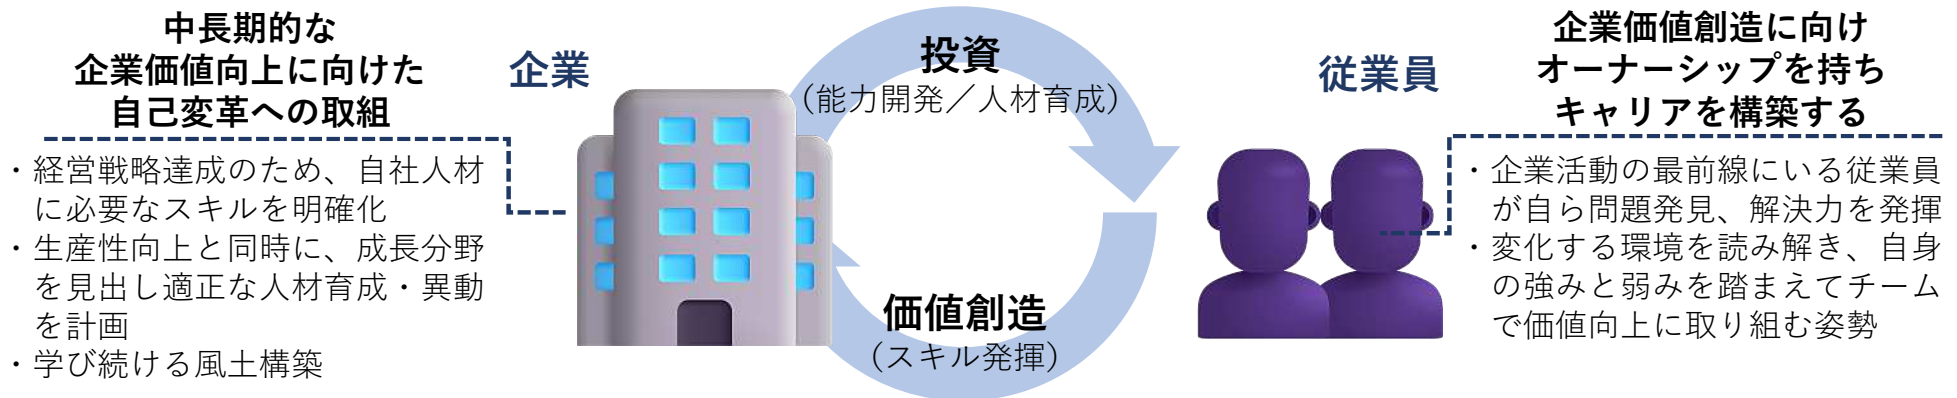 中長期的な
企業価値向上に向けた
自己変革への取組
・経営戦略達成のため、自社人材
に必要なスキルを明確化
・生産性向上と同時に、成長分野
を見出し適正な人材育成・異動
を計画
・学び続ける風土構築
企業
投資
(能力開発／人材育成)
価値創造
(スキル発揮)
従業員
企業価値創造に向け
オーナーシップを持ち
キャリアを構築する
・企業活動の最前線にいる従業員
が自ら問題発見、解決力を発揮
・変化する環境を読み解き、自身
の強みと弱みを踏まえてチーム
で価値向上に取り組む姿勢